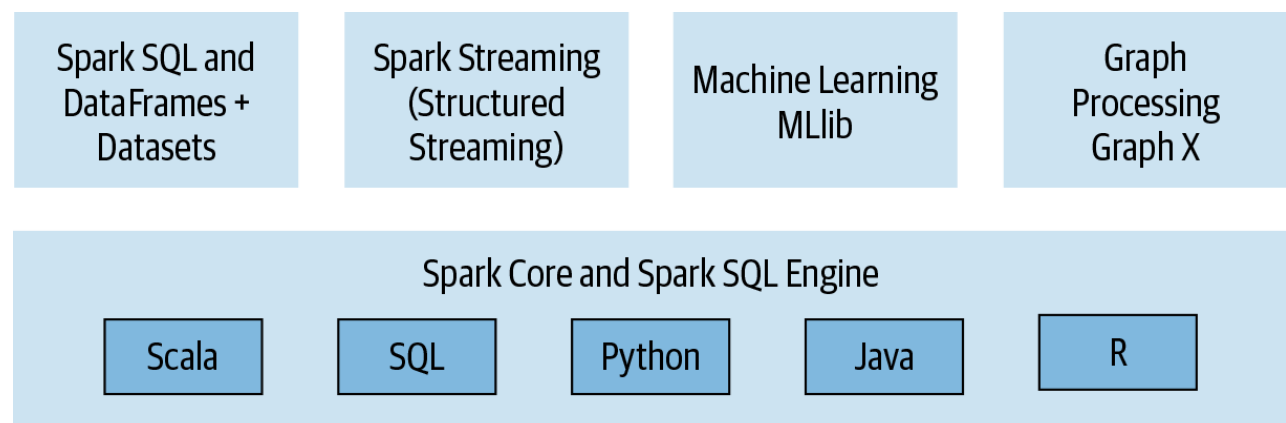 Spark SQL and
DataFrames +
Datasets
Spark Streaming
(Structured
Streaming)
Machine Learning
MLlib
Graph
Processing
Graph X
Spark Core and Spark SQL Engine
Scala
SQL
Python
Java
R